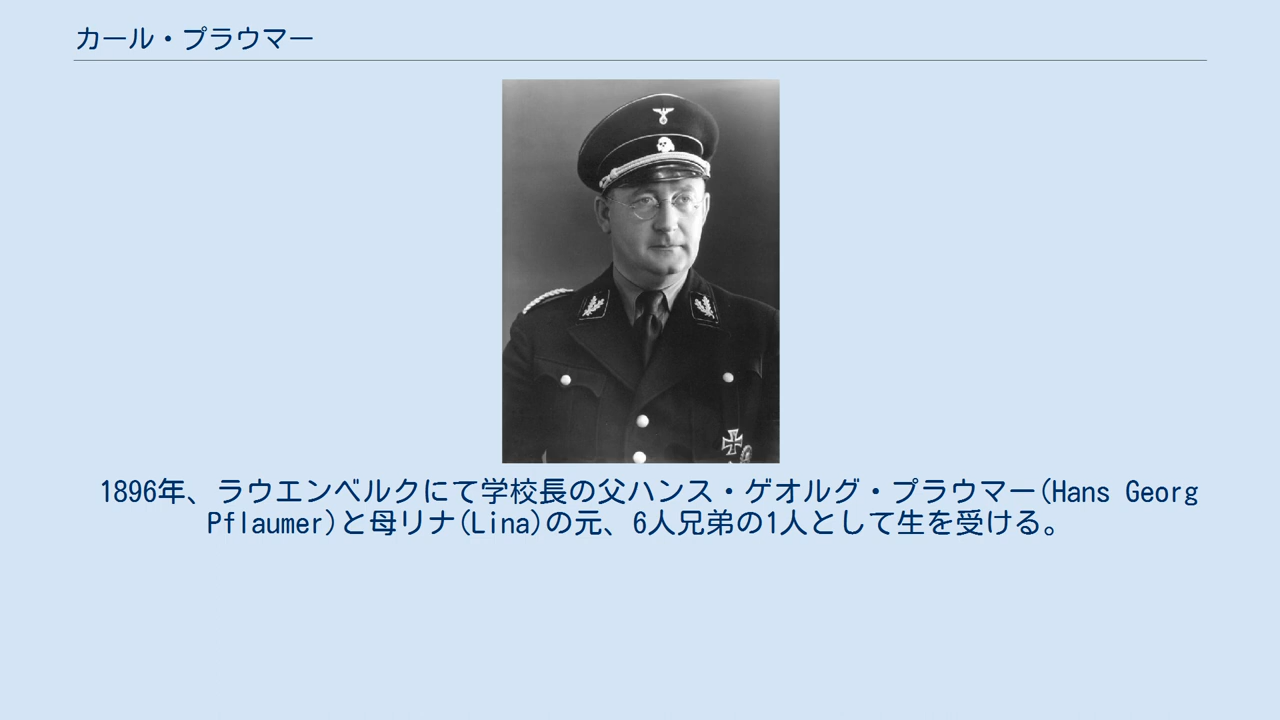 カール・プラウマー
1896年、ラウエンベルクにて学校長の父ハンス・ゲオルグ・プラウマー(Hans Georg
Pflaumer)と母リナ(Lina)の元、6人兄弟の1人として生を受ける。